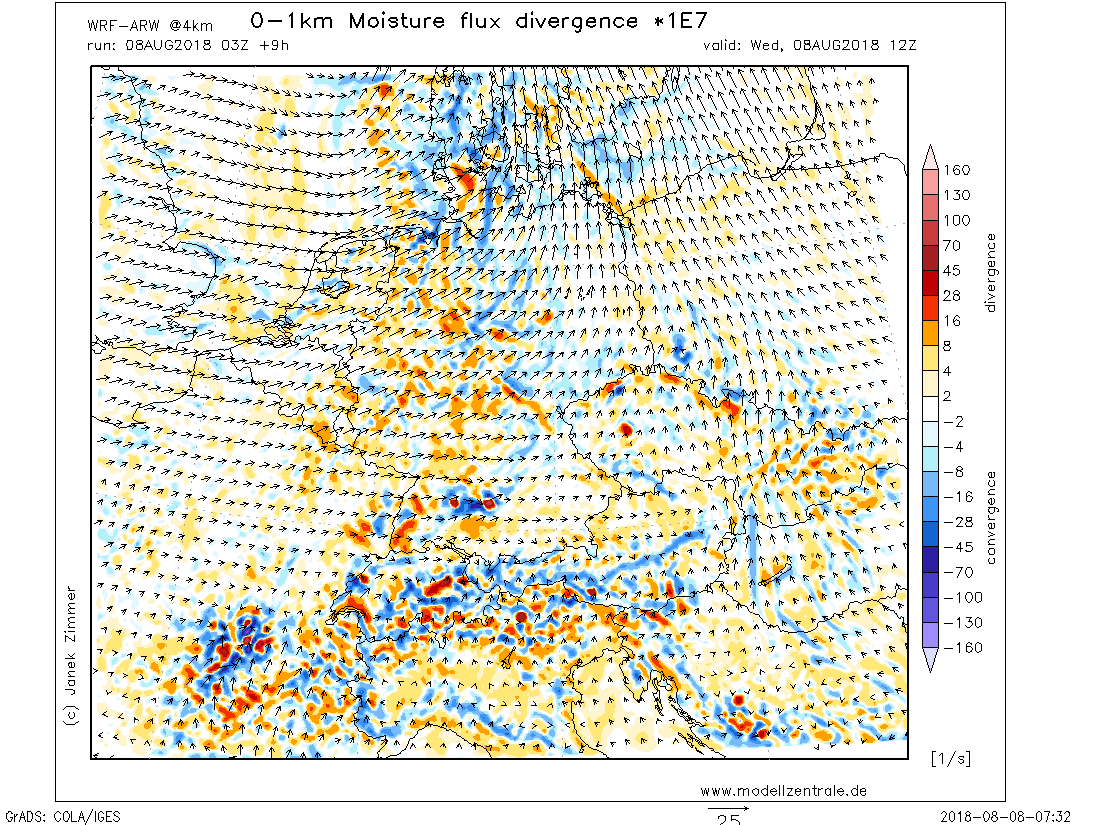 0-1km Moisture flux divergence *1E7
WRF-ARW @4km
run: 08AUG2018 03Z +9h
valid: Wed, 08AUG2018 12Z
160
130
100
70
45
28
16
8
4
2
-2
-4
-8
-16
-28
-45
-70
-100
-130
-160
divergence
convergence
(c) Janek Zimmer
[1/s]
www.modellzentrale.de
25
GrADS: COLA/IGES
2018-08-08-07:32